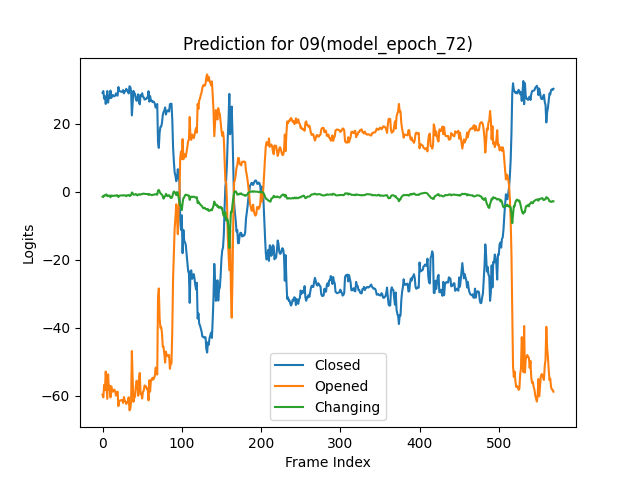 Prediction for 09(model_epoch_72)
Logits
20
0
−20
−40
−60
0
100
200
300
400
500
Frame Index
Closed
Opened
Changing